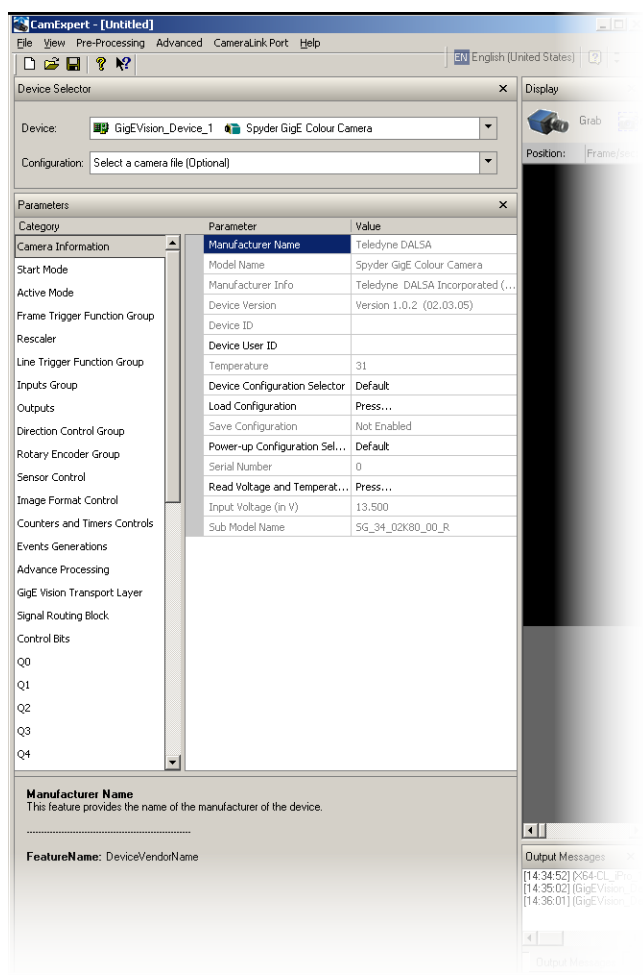 CamExpert - [Untitled]
File View Pre-Processing Advanced CameraLink Port Help
EN English (United States)
Device Selector
Device: GigEVision_Device_1 Spyder GigE Colour Camera
Configuration: Select a camera file (Optional)
Parameters
Category
Camera Information
Start Mode
Active Mode
Frame Trigger Function Group
Rescaler
Line Trigger Function Group
Inputs Group
Outputs
Direction Control Group
Rotary Encoder Group
Sensor Control
Image Format Control
Counters and Timers Controls
Events Generations
Advance Processing
GigE Vision Transport Layer
Signal Routing Block
Control Bits
Q0
Q1
Q2
Q3
Q4
Parameter Value
Manufacturer Name Teledyne DALSA
Model Name Spyder GigE Colour Camera
Manufacturer Info Teledyne DALSA Incorporated (...
Device Version Version 1.0.2 (02.03.05)
Device ID
Device User ID
Temperature 31
Device Configuration Selector Default
Load Configuration Press...
Save Configuration Not Enabled
Power-up Configuration Sel... Default
Serial Number 0
Read Voltage and Temperat... Press...
Input Voltage (in V) 13.500
Sub Model Name SG_34_02K80_00_R
Manufacturer Name
This feature provides the name of the manufacturer of the device.
FeatureName: DeviceVendorName
Display
Grab
Position: Frame/sec
Output Messages
[14:34:52] (X64-CL_iPro
[14:35:02] (GigEVision
[14:36:01] (GigEVision
Output